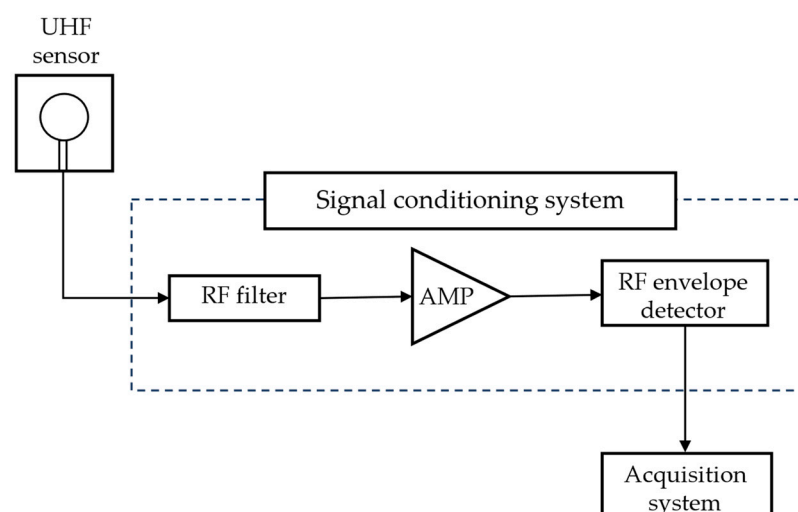 UHF
sensor
Signal conditioning system
RF filter
AMP
RF envelope
detector
Acquisition
system